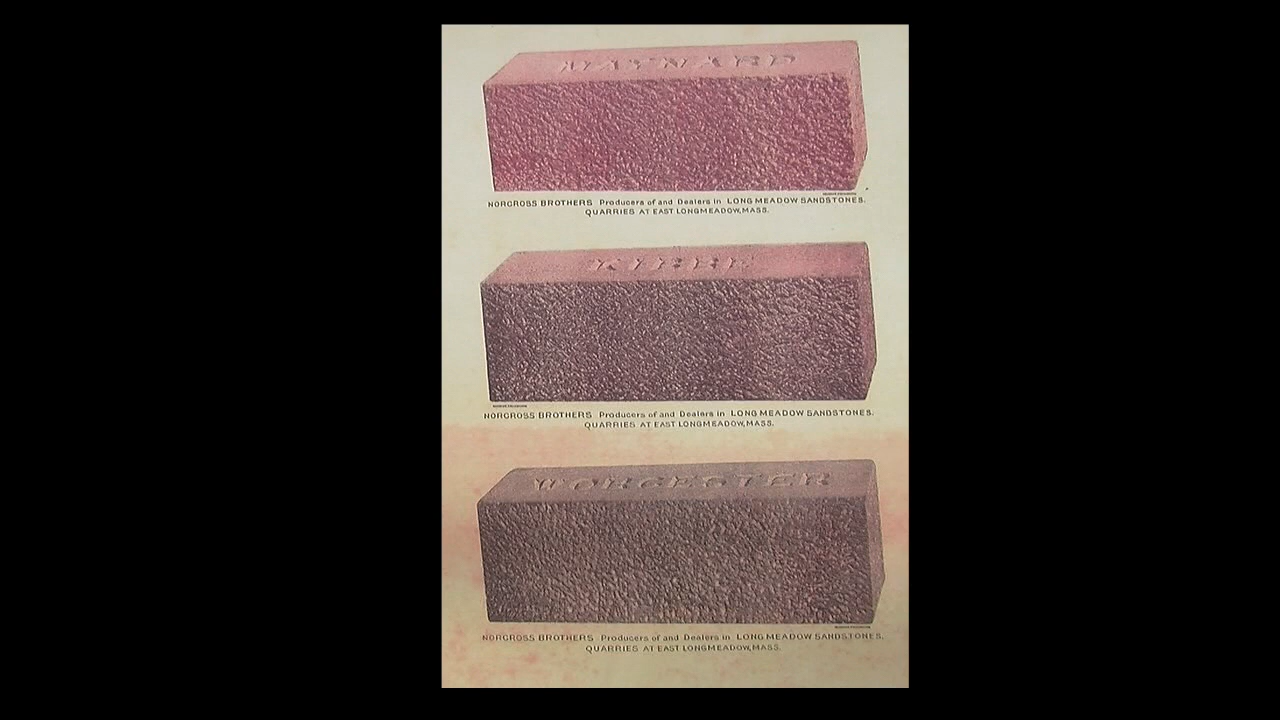 MAYNARD
NORCROSS BROTHERS Producers of and Dealers in LONG MEADOW SANDSTONES.
QUARRIES AT EAST LONGMEADOW, MASS.
KIBBE
NORCROSS BROTHERS Producers of and Dealers in LONG MEADOW SANDSTONES.
QUARRIES AT EAST LONGMEADOW, MASS.
WORCESTER
NORCROSS BROTHERS Producers of and Dealers in LONG MEADOW SANDSTONES.
QUARRIES AT EAST LONGMEADOW, MASS.